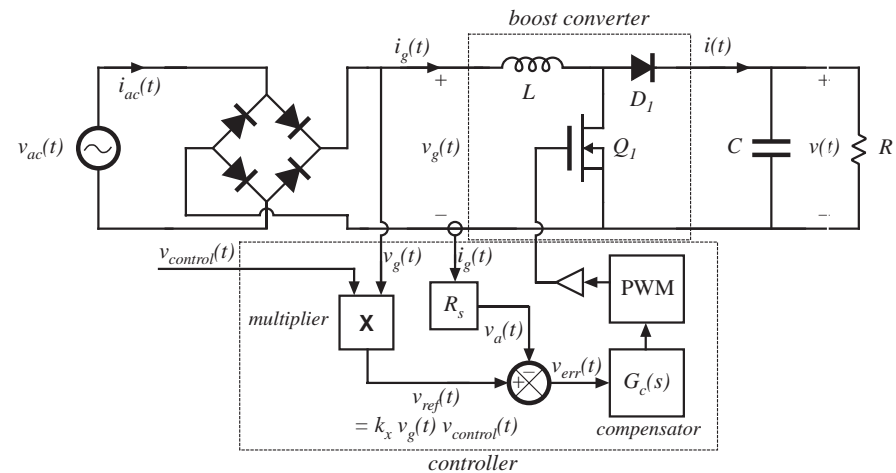 boost converter
i_g(t)
i(t)
i_ac(t)
+
L
D_1
+
v_ac(t)
v_g(t)
Q_1
C
v(t)
R
–
–
v_control(t)
v_g(t)
i_g(t)
multiplier
X
R_s
PWM
v_a(t)
–
+
v_err(t)
G_c(s)
v_ref(t)
= k_x v_g(t) v_control(t)
compensator
controller